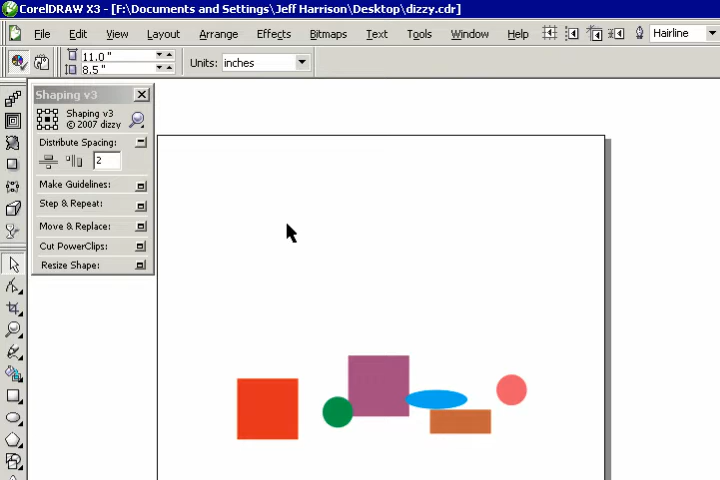 CorelDRAW X3 - [F:\Documents and Settings\Jeff Harrison\Desktop\dizzy.cdr]
File Edit View Layout Arrange Effects Bitmaps Text Tools Window Help Hairline
11.0 "
8.5 "
Units: inches
Shaping v3
Shaping v3
© 2007 dizzy
Distribute Spacing:
2
Make Guidelines:
Step & Repeat:
Move & Replace:
Cut PowerClips:
Resize Shape: